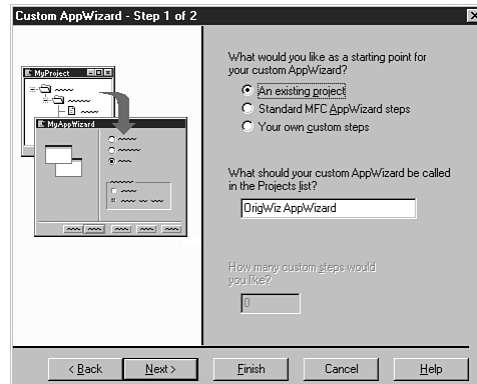 Custom AppWizard - Step 1 of 2
What would you like as a starting point for
your custom AppWizard?
An existing project
Standard MFC AppWizard steps
Your own custom steps
MyProject
MyAppWizard
What should your custom AppWizard be called
in the Projects list?
OrigWiz AppWizard
How many custom steps would
you like?
0
< Back
Next >
Finish
Cancel
Help